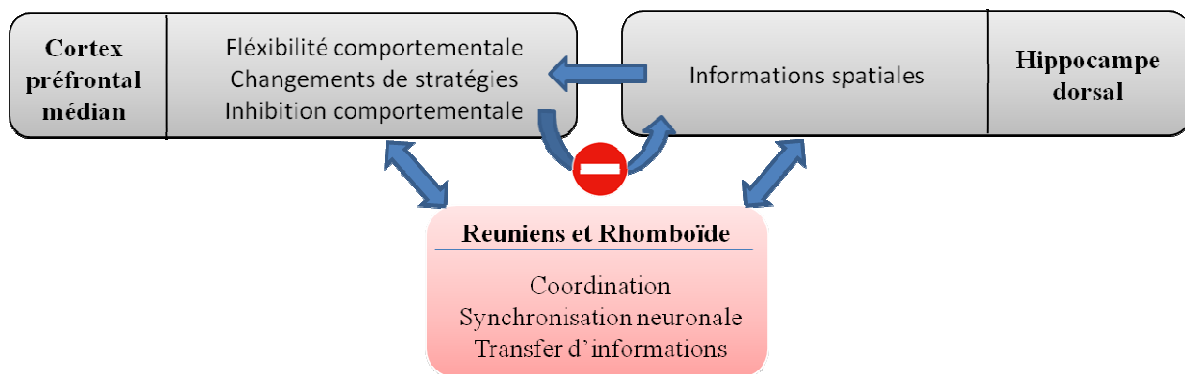 Cortex
préfrontal
médian
Fléxibilité comportementale
Changements de stratégies
Inhibition comportementale
Informations spatiales
Hippocampe
dorsal
Reuniens et Rhomboïde
Coordination
Synchronisation neuronale
Transfer d’informations